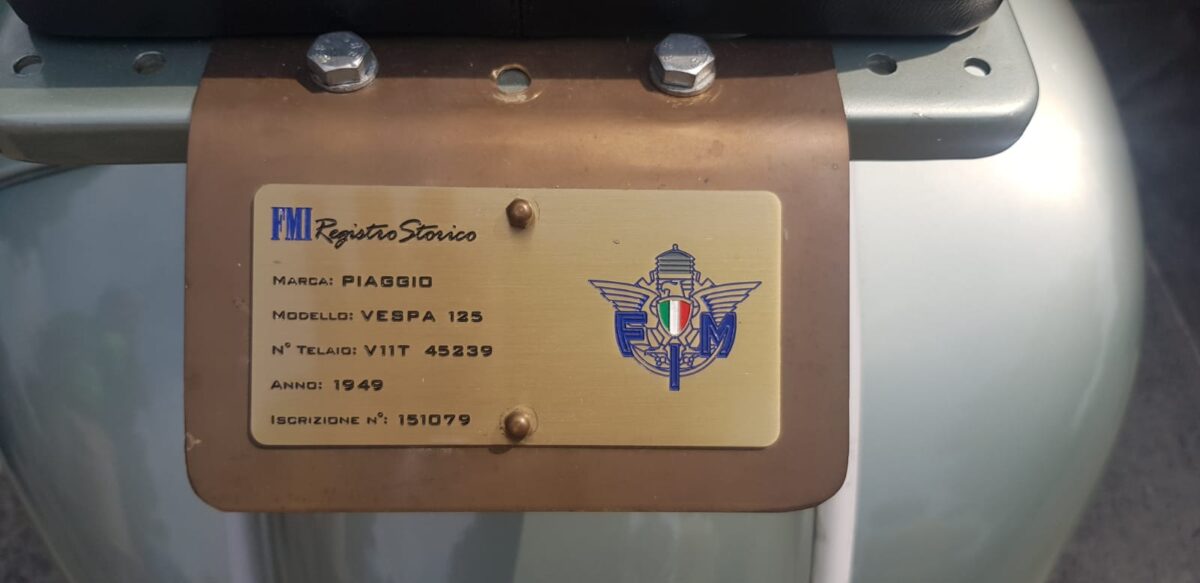 FMI Registro Storico
MARCA: PIAGGIO
MODELLO: VESPA 125
N° TELAIO: V11T 45239
ANNO: 1949
ISCRIZIONE N°: 151079
F M
I